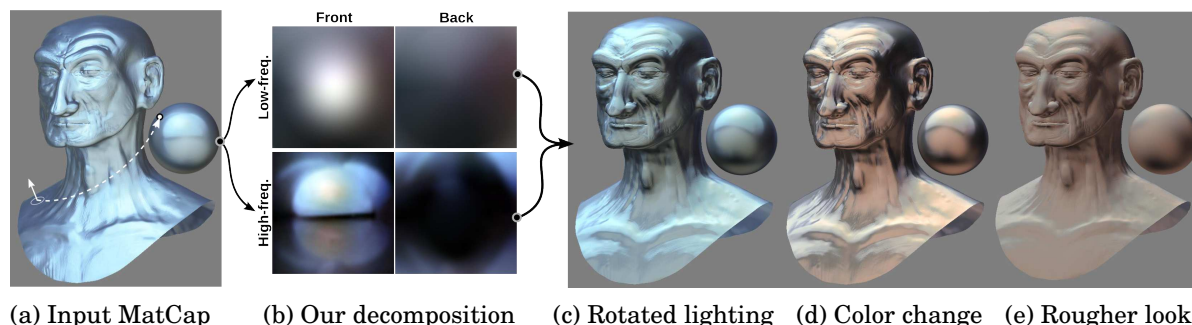 Front
Back
Low-freq.
High-freq.
(a) Input MatCap
(b) Our decomposition
(c) Rotated lighting
(d) Color change
(e) Rougher look